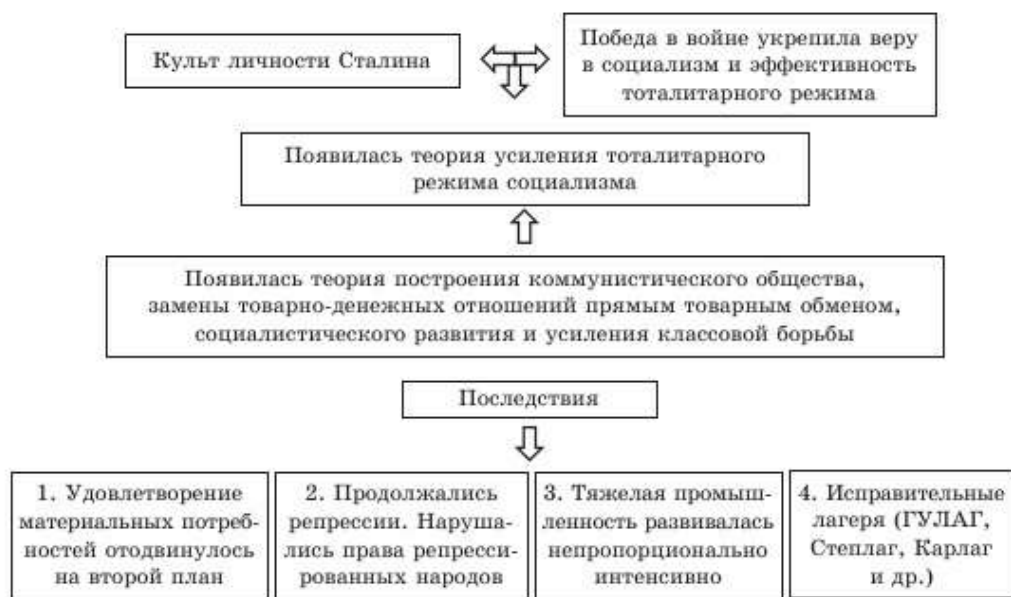 Культ личности Сталина
Победа в войне укрепила веру
в социализм и эффективность
тоталитарного режима
Появилась теория усиления тоталитарного
режима социализма
Появилась теория построения коммунистического общества,
замены товарно-денежных отношений прямым товарным обменом,
социалистического развития и усиления классовой борьбы
Последствия
1. Удовлетворение
материальных потреб-
ностей отодвинулось
на второй план
2. Продолжались
репрессии. Наруша-
лись права репресси-
рованных народов
3. Тяжелая промыш-
ленность развивалась
непропорционально
интенсивно
4. Исправительные
лагеря (ГУЛАГ,
Степлаг, Карлаг
и др.)